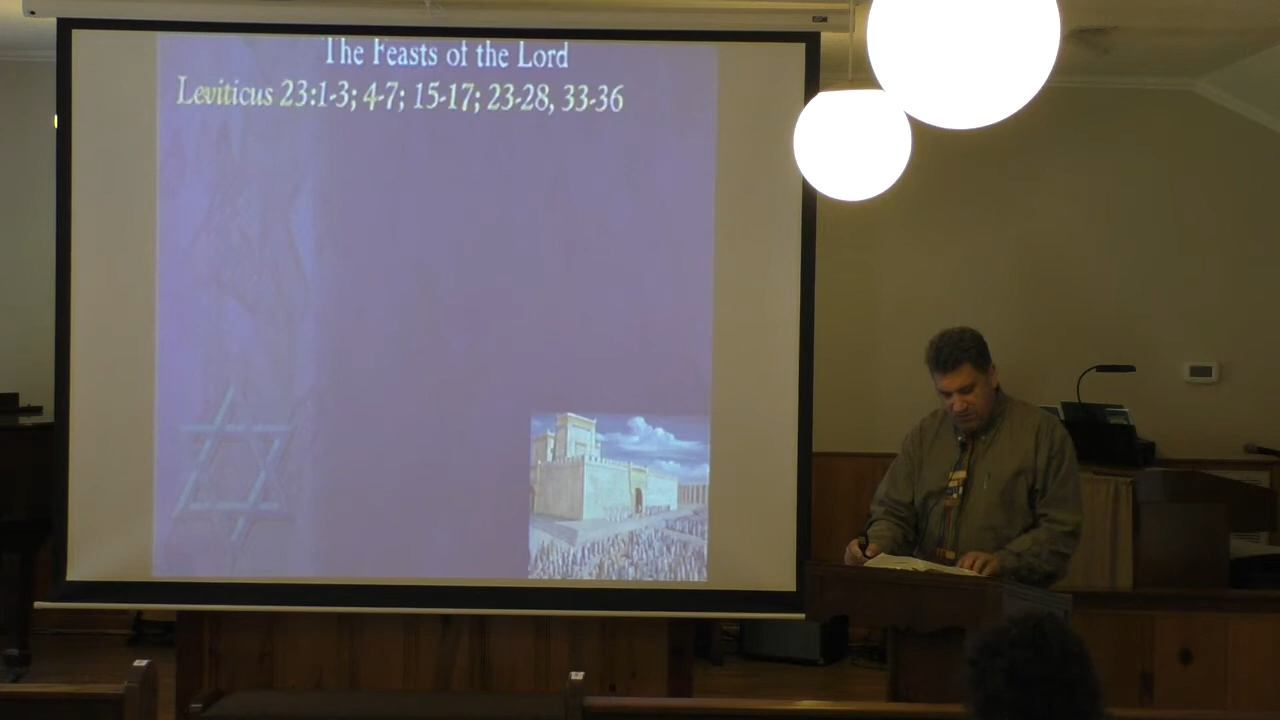 The Feasts of the Lord
Leviticus 23:1-3; 4-7; 15-17; 23-28, 33-36